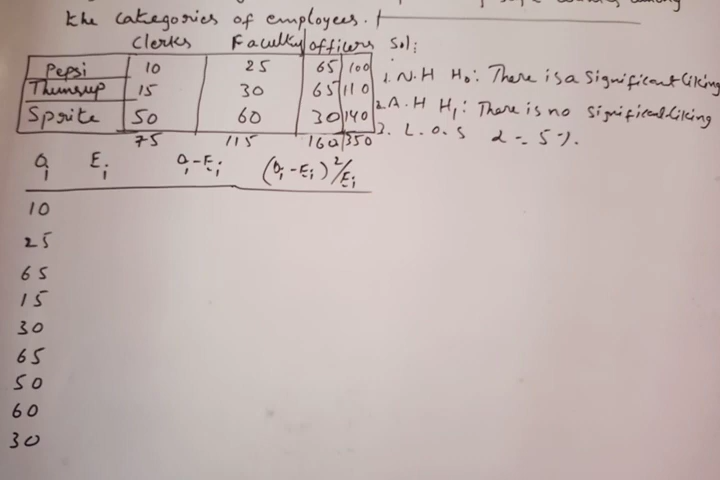 the categories of employees.
Clerks Faculty officers Sol:
Pepsi 10 25 65 100
1. N.H H₀: There is a Significant liking
Thumsup 15 30 65 110
2. A.H H₁: There is no significant liking
Sprite 50 60 30 140
3. L.O.S α = 5%.
75 115 160 350
Oᵢ Eᵢ Oᵢ-Eᵢ (Oᵢ-Eᵢ)²/Eᵢ
10
25
65
15
30
65
50
60
30